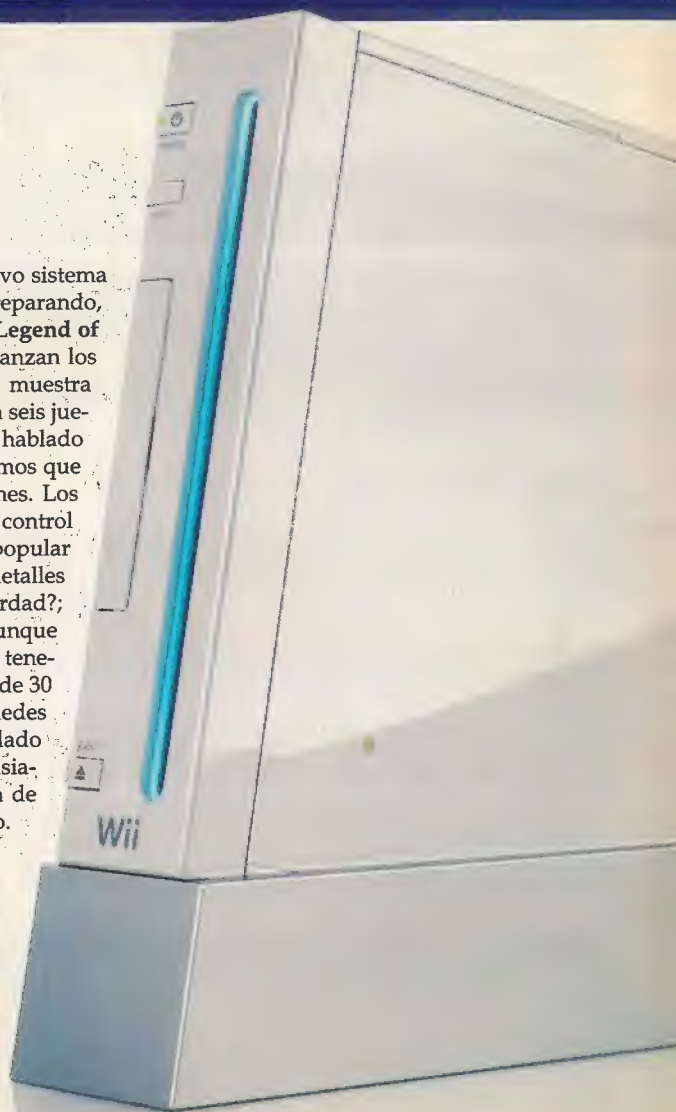 vo sistema
reparando,
Legend of
anzan los
muestra
n seis jue-
hablado
mos que
nes. Los
control
popular
etalles
rdad?;
unque
tene-
de 30
edes
lado
sia-
n de
o.
Wii